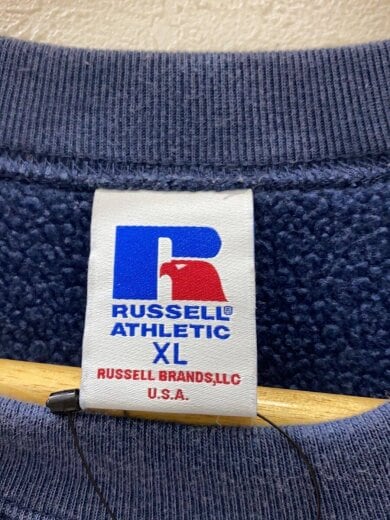 R
RUSSELL®
ATHLETIC
XL
RUSSELL BRANDS,LLC
U.S.A.